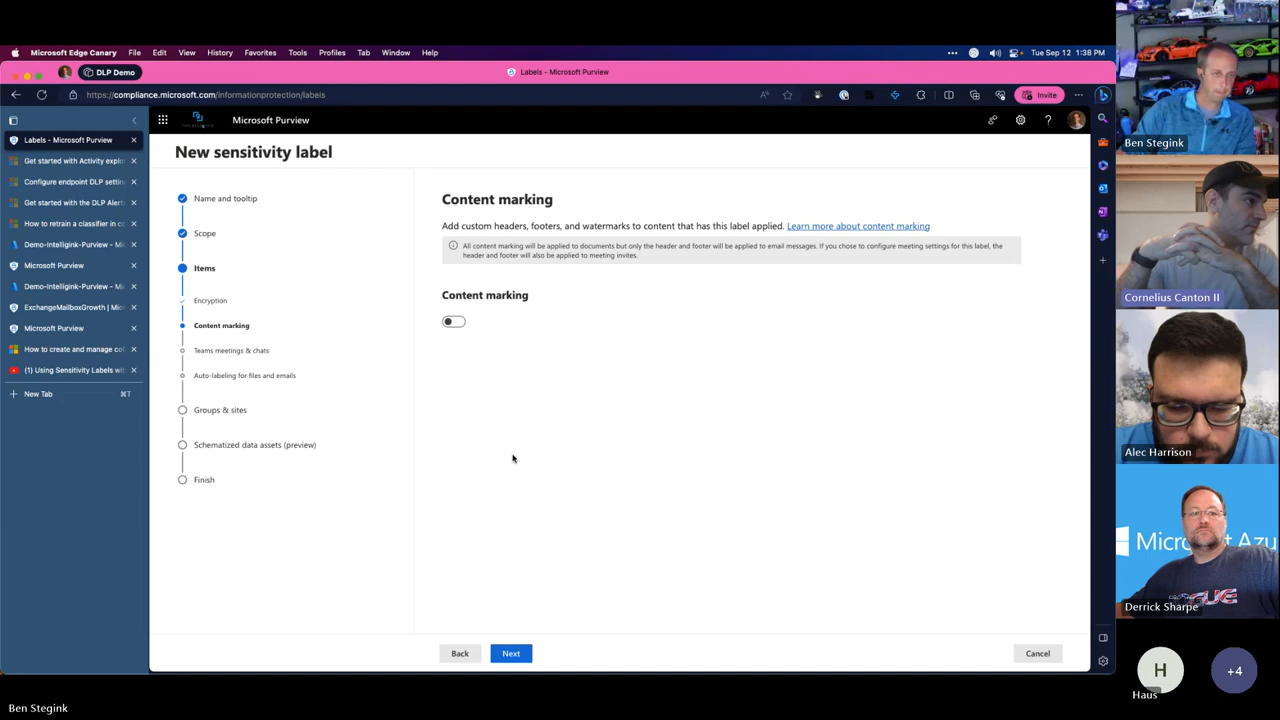 Microsoft Edge Canary File Edit View History Favorites Tools Profiles Tab Window Help
Tue Sep 12 1:38 PM
DLP Demo
Labels - Microsoft Purview
https://compliance.microsoft.com/informationprotection/labels
Invite
Labels - Microsoft Purview
Get started with Activity explo
Configure endpoint DLP settin
Get started with the DLP Alert
How to retrain a classifier in co
Demo-Intelligink-Purview - Mi
Microsoft Purview
Demo-Intelligink-Purview - Mi
ExchangeMailboxGrowth | Mic
Microsoft Purview
How to create and manage col
(1) Using Sensitivity Labels wit
New Tab ⌘T
Microsoft Purview
New sensitivity label
Name and tooltip
Scope
Items
Encryption
Content marking
Teams meetings & chats
Auto-labeling for files and emails
Groups & sites
Schematized data assets (preview)
Finish
Content marking
Add custom headers, footers, and watermarks to content that has this label applied. Learn more about content marking
All content marking will be applied to documents but only the header and footer will be applied to email messages. If you chose to configure meeting settings for this label, the
header and footer will also be applied to meeting invites.
Content marking
Back
Next
Cancel
Ben Stegink
Cornelius Canton II
Alec Harrison
Microsoft Azu
ROGUE
Derrick Sharpe
H
Haus
+4
Ben Stegink